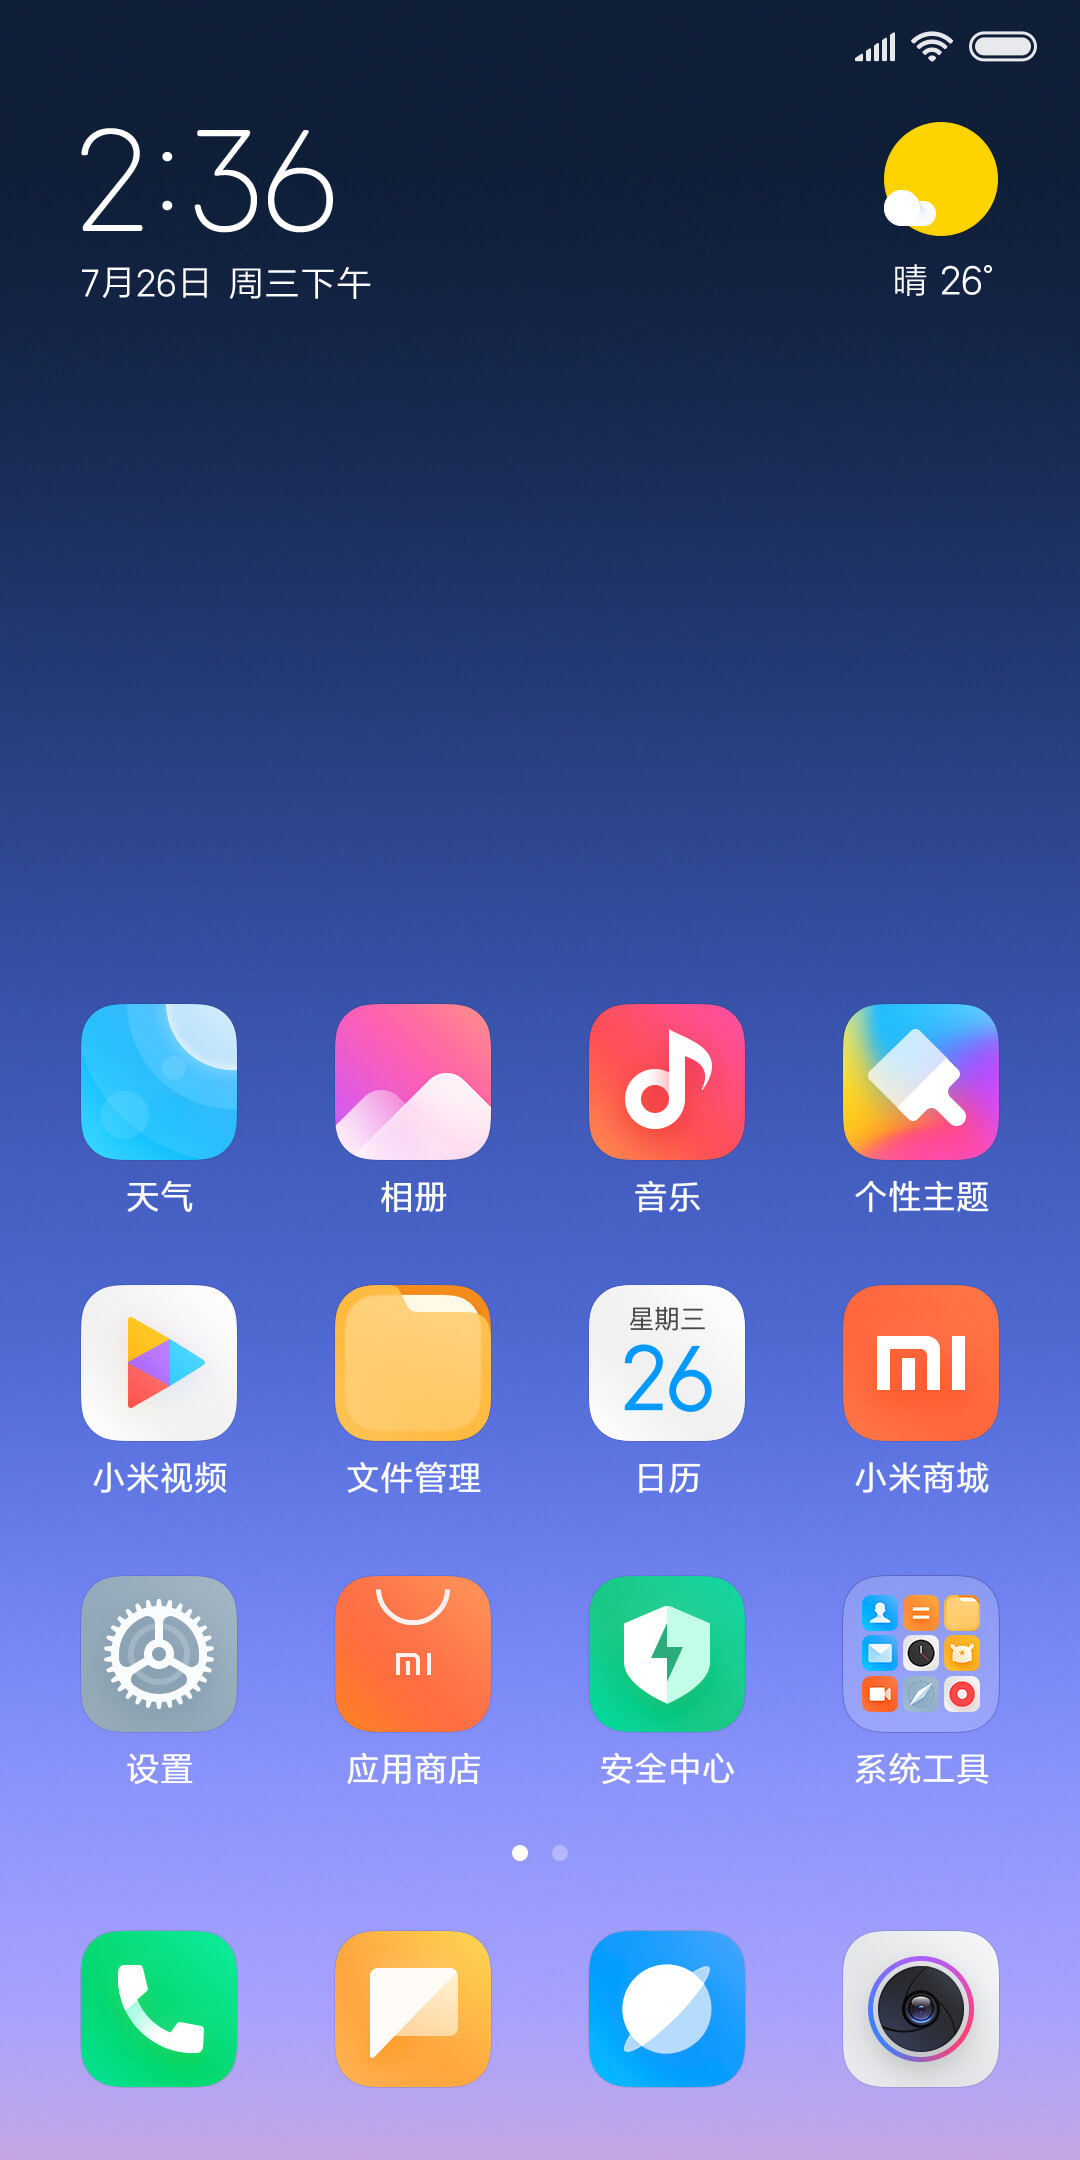 2:36
7月26日 周三下午
晴 26°
天气
相册
音乐
个性主题
星期三
26
mi
小米视频
文件管理
日历
小米商城
mi
设置
应用商店
安全中心
系统工具